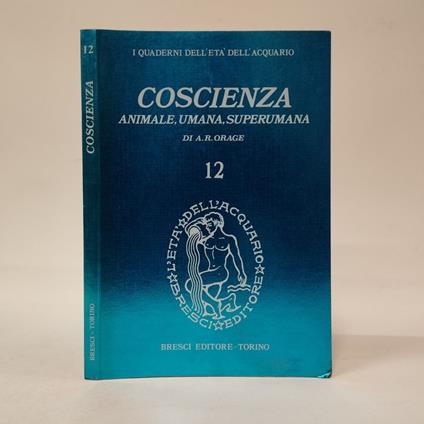 12
COSCIENZA
BRESCI - TORINO
I QUADERNI DELL'ETA' DELL'ACQUARIO
COSCIENZA
ANIMALE, UMANA, SUPERUMANA
DI A.R. ORAGE
12
L'ETÀ DELL'ACQUARIO
BRESCI EDITORE
BRESCI EDITORE - TORINO